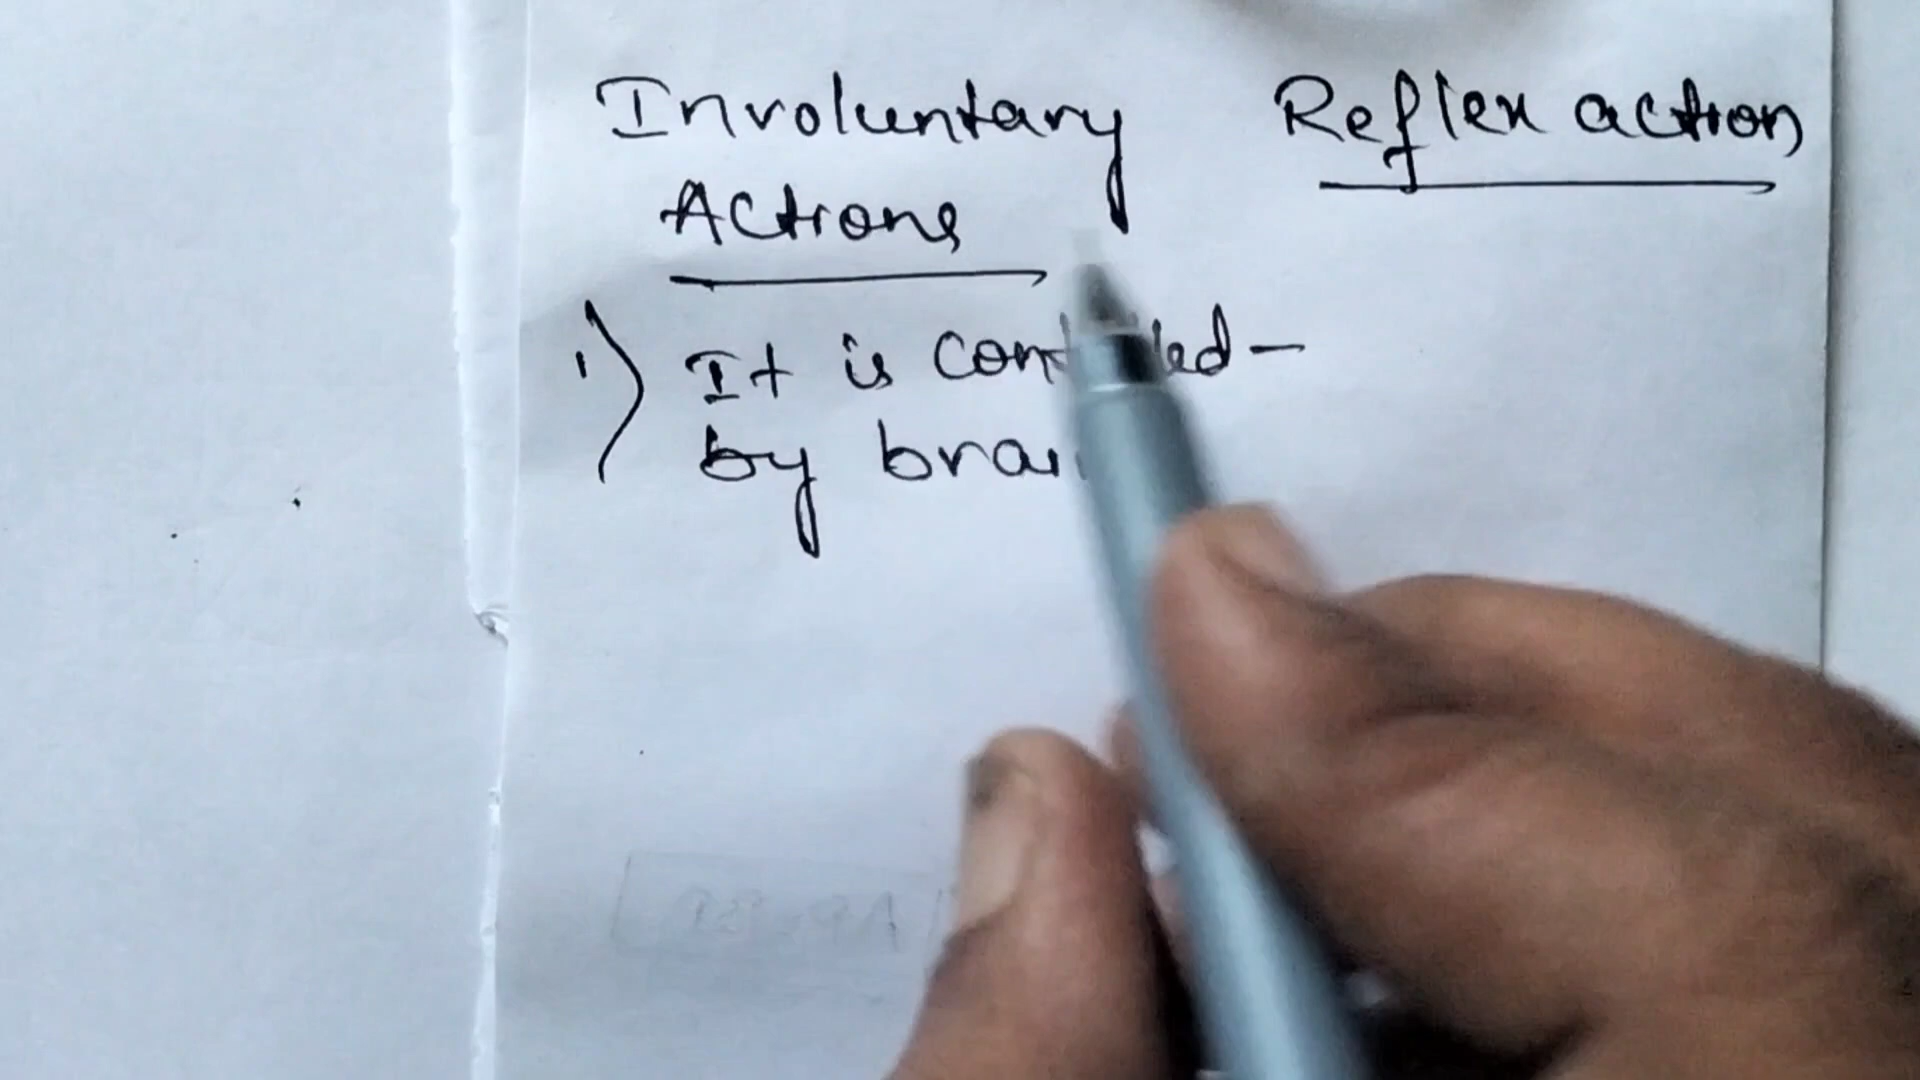 Involuntary
Actions
Reflex action
1) It is
by